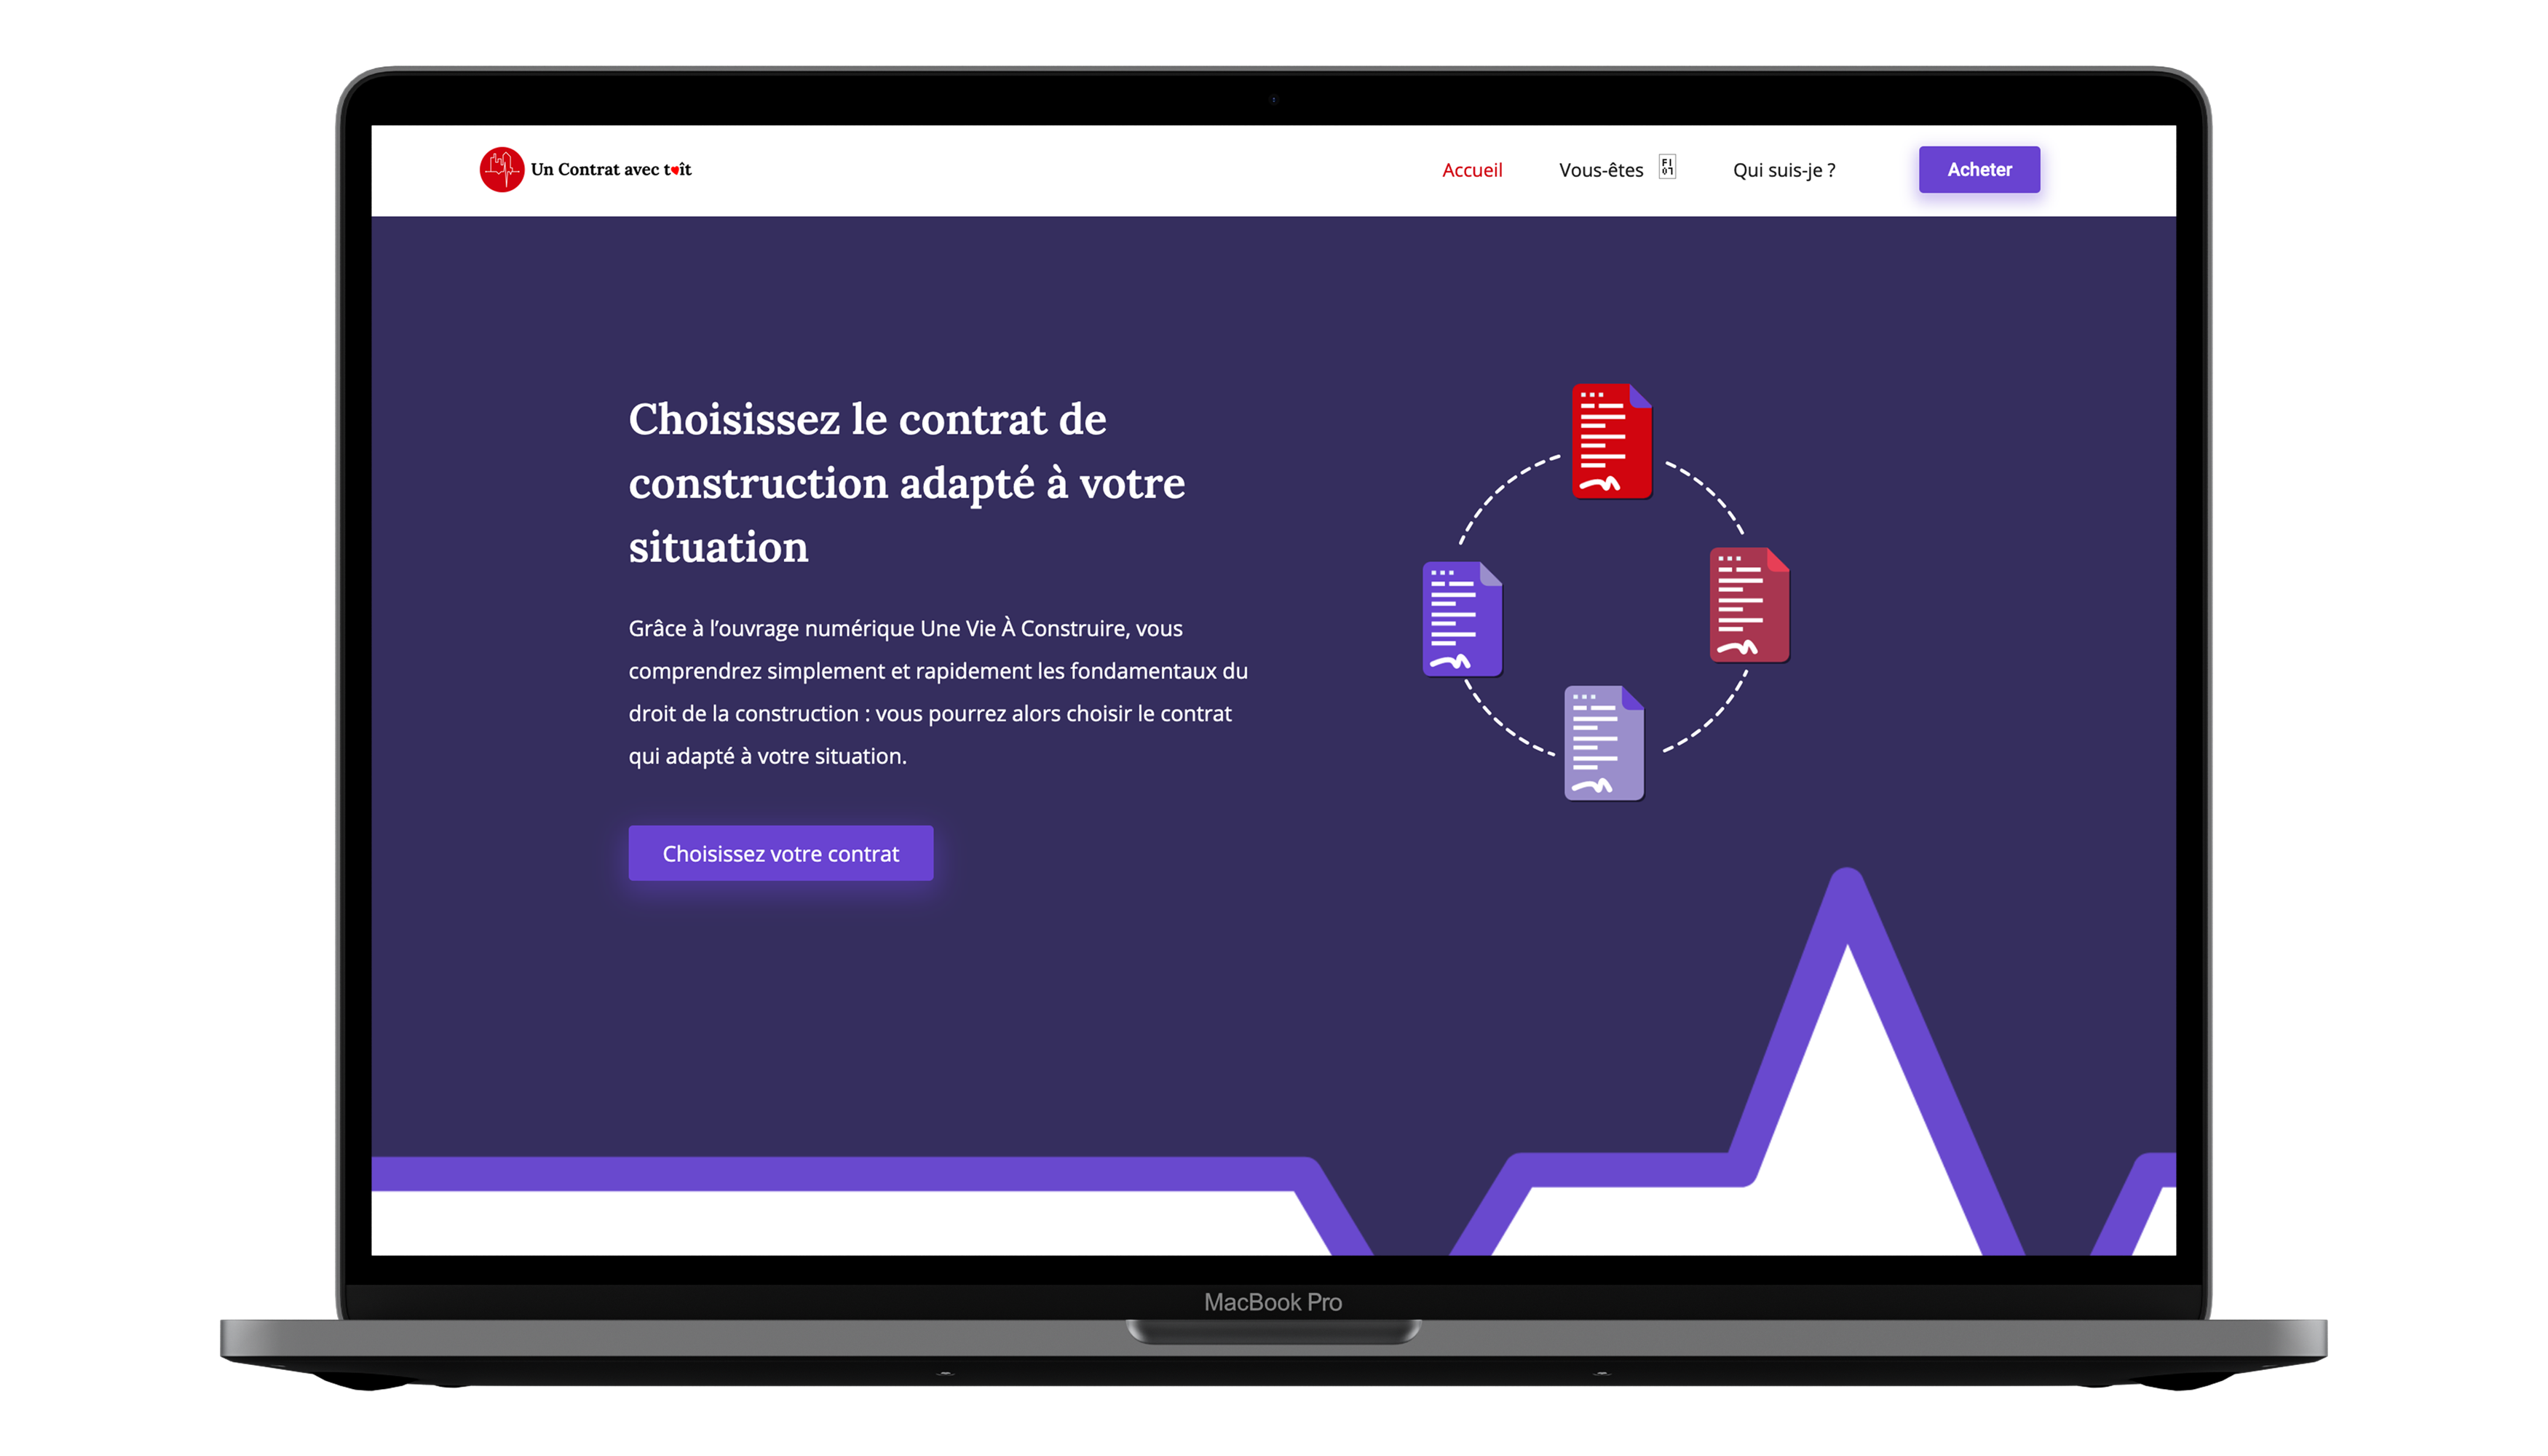 Un Contrat avec toît
Accueil
Vous-êtes
Qui suis-je ?
Acheter
Choisissez le contrat de
construction adapté à votre
situation
Grâce à l’ouvrage numérique Une Vie À Construire, vous
comprendrez simplement et rapidement les fondamentaux du
droit de la construction : vous pourrez alors choisir le contrat
qui adapté à votre situation.
Choisissez votre contrat
MacBook Pro